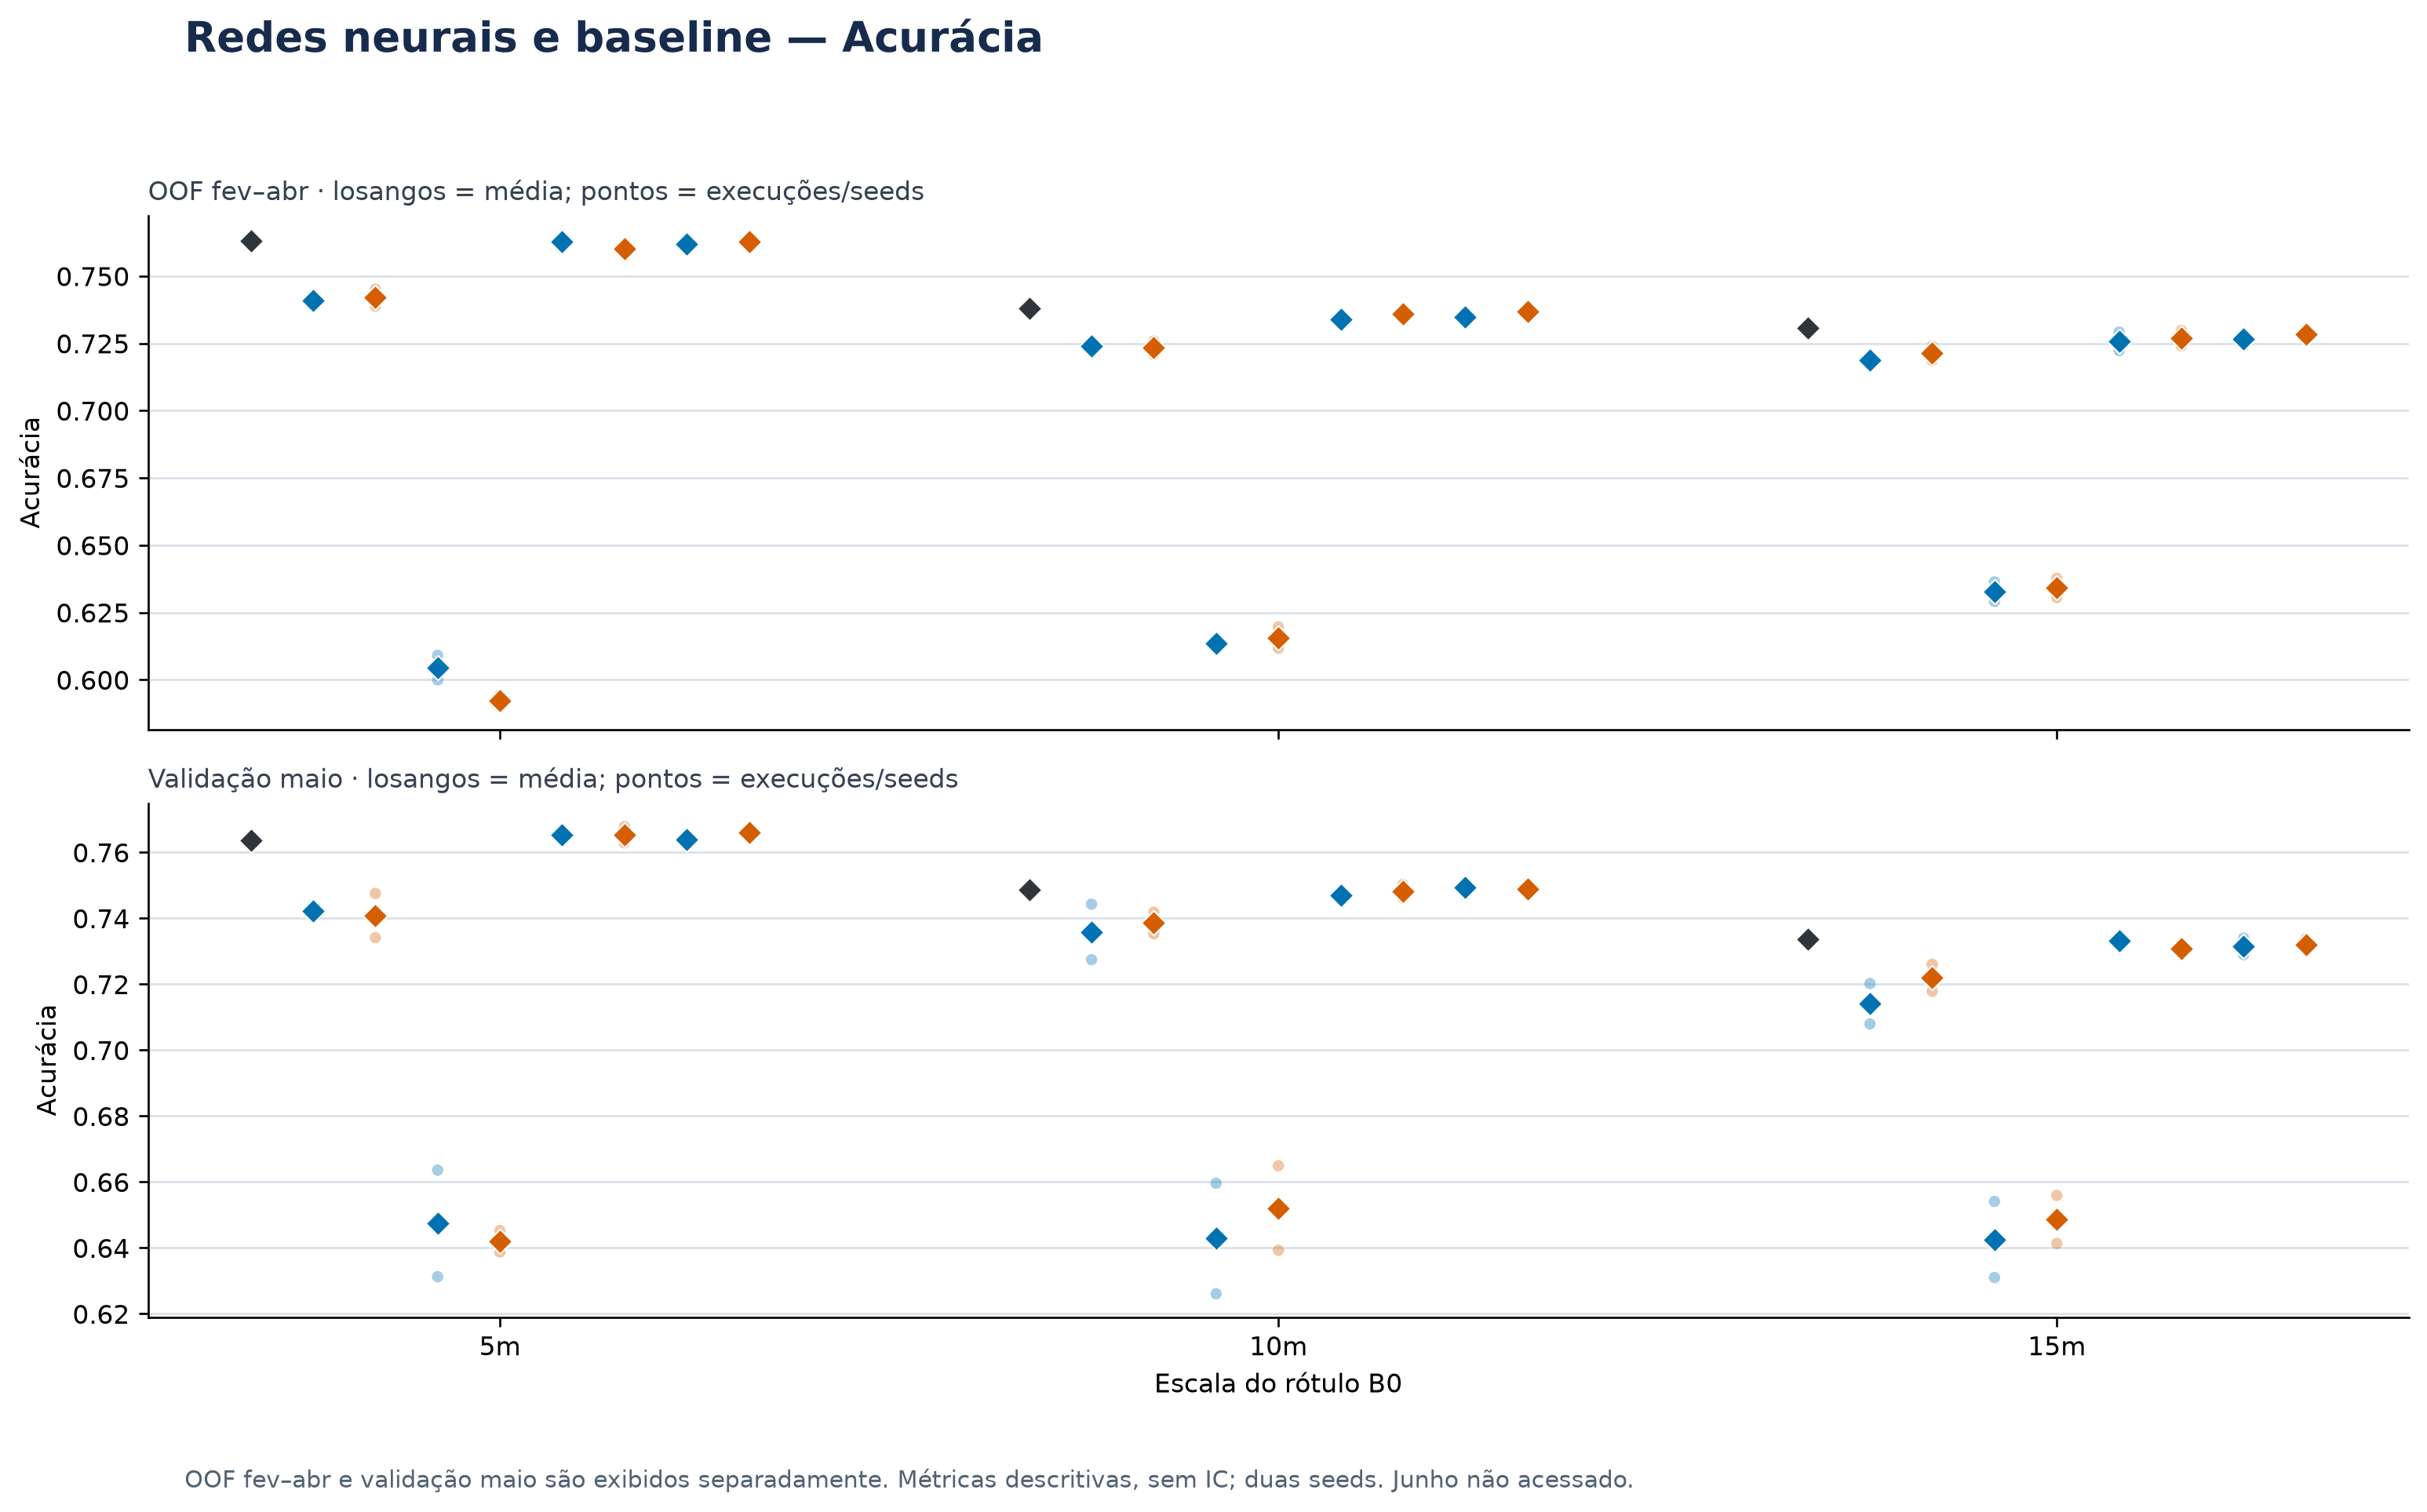 Redes neurais e baseline — Acurácia
OOF fev–abr · losangos = média; pontos = execuções/seeds
Acurácia
0.750
0.725
0.700
0.675
0.650
0.625
0.600
Validação maio · losangos = média; pontos = execuções/seeds
Acurácia
0.76
0.74
0.72
0.70
0.68
0.66
0.64
0.62
5m
10m
15m
Escala do rótulo B0
OOF fev–abr e validação maio são exibidos separadamente. Métricas descritivas, sem IC; duas seeds. Junho não acessado.